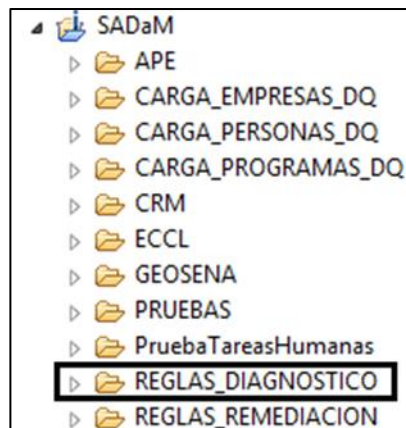 SADaM
APE
CARGA_EMPRESAS_DQ
CARGA_PERSONAS_DQ
CARGA_PROGRAMAS_DQ
CRM
ECCL
GEOSENA
PRUEBAS
PruebaTareasHumanas
REGLAS_DIAGNOSTICO
REGLAS_REMEDIACION